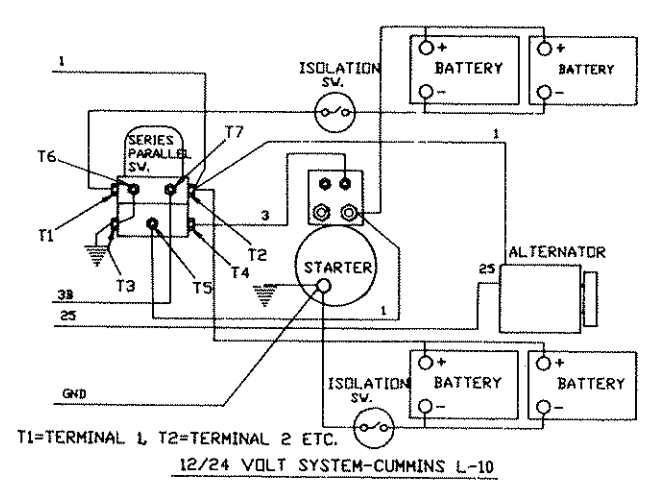 1
ISOLATION
SW.
+
BATTERY
-
+
BATTERY
-
SERIES
PARALLEL
SW.
T6
T7
1
T1
T3
T5
T4
T2
3
STARTER
ALTERNATOR
25
3B
25
1
GND
ISOLATION
SW.
+
BATTERY
-
+
BATTERY
-
T1=TERMINAL 1, T2=TERMINAL 2 ETC.
12/24 VOLT SYSTEM-CUMMINS L-10